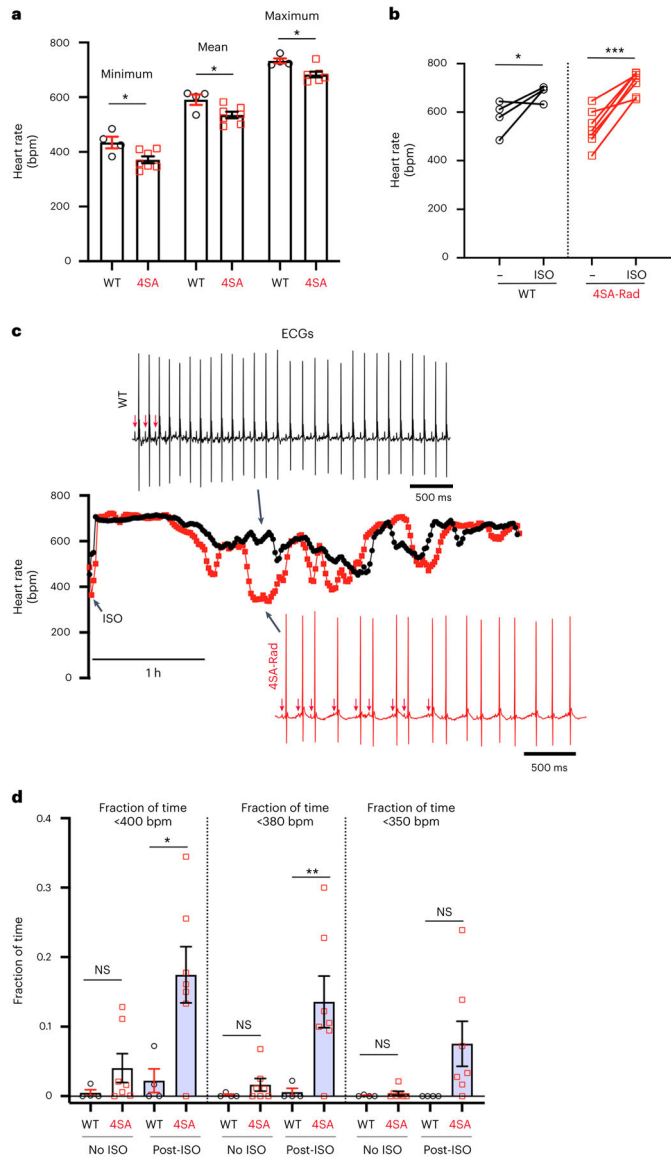 a
Heart rate
(bpm)
800
600
400
200
0
Minimum
Mean
Maximum
*
*
*
WT
4SA
WT
4SA
WT
4SA
b
Heart rate
(bpm)
800
600
400
200
0
*
***
–
ISO
–
ISO
WT
4SA-Rad
c
ECGs
WT
500 ms
Heart rate
(bpm)
800
600
400
200
0
ISO
1 h
4SA-Rad
500 ms
d
Fraction of time
<400 bpm
Fraction of time
<380 bpm
Fraction of time
<350 bpm
Fraction of time
0.4
0.3
0.2
0.1
0
NS
*
NS
**
NS
NS
WT
4SA
WT
4SA
WT
4SA
WT
4SA
WT
4SA
WT
4SA
No ISO
Post-ISO
No ISO
Post-ISO
No ISO
Post-ISO